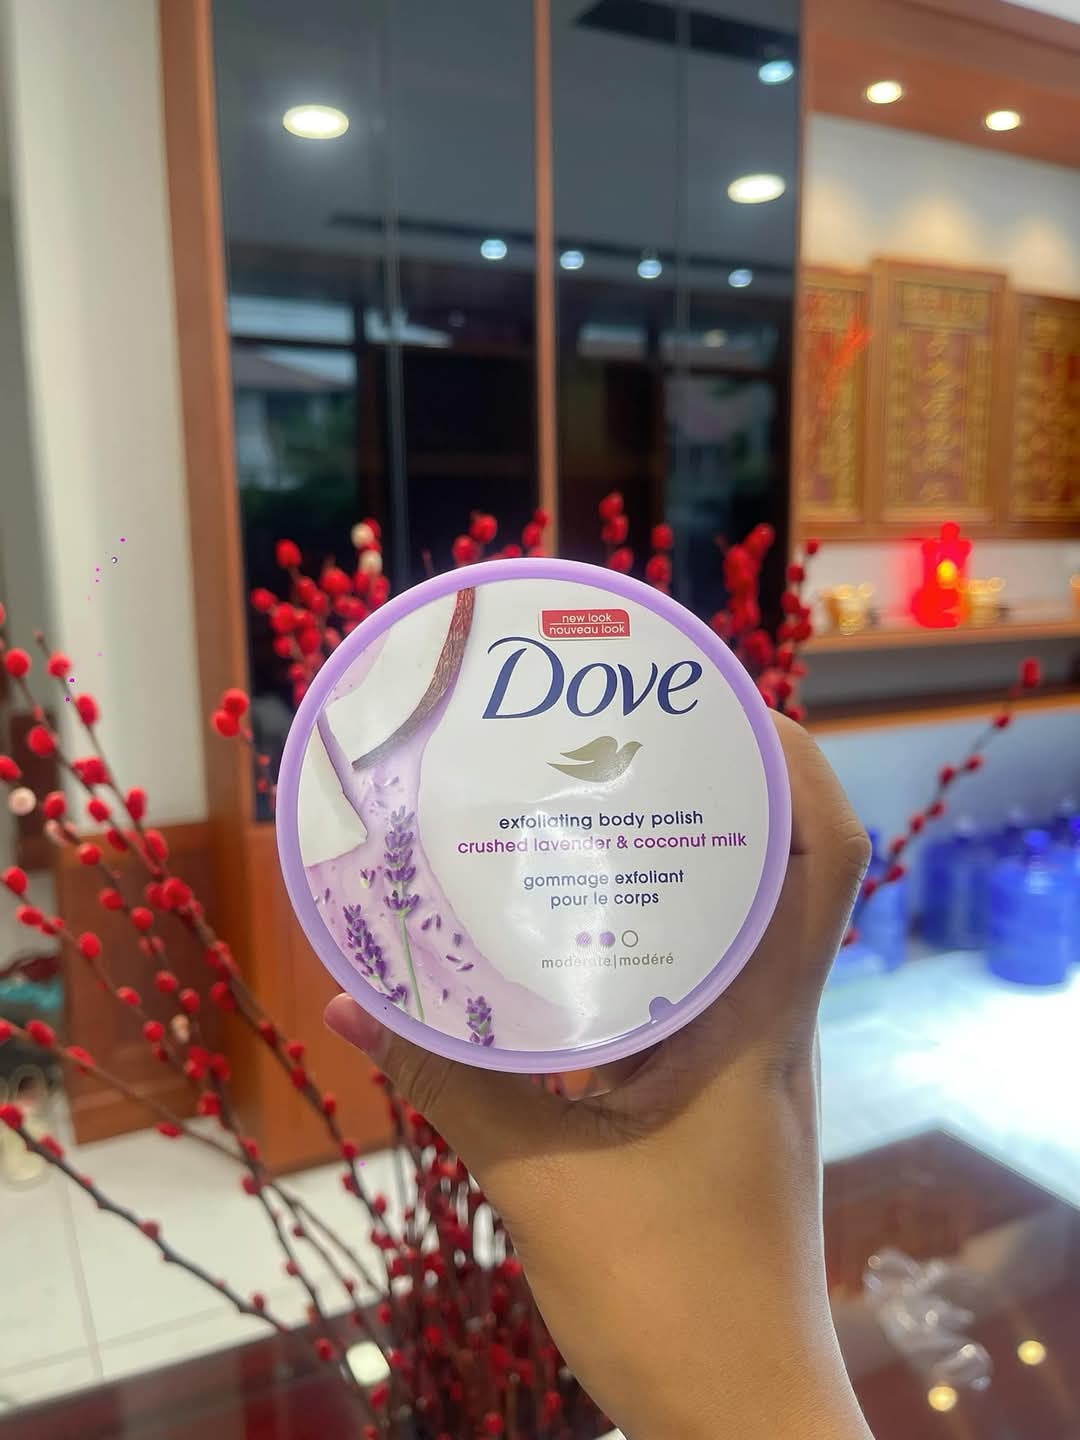 new look
nouveau look
Dove
exfoliating body polish
crushed lavender & coconut milk
gommage exfoliant
pour le corps
moderate|modéré